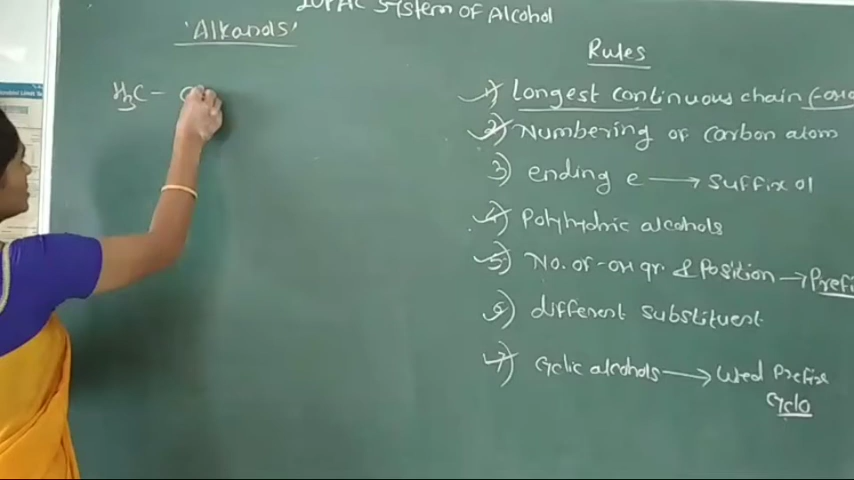 IUPAC System of Alcohol
'Alkanols'
H3C -
Rules
1) Longest continuous chain
2) Numbering of carbon atom
3) ending e → suffix ol
4) Polyhydric alcohols
5) No. of -OH gr. & Position → Prefi
6) different substituent
7) cyclic alcohols → Used Prefix
cyclo